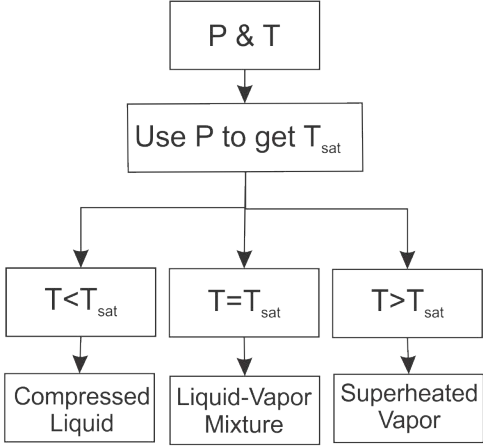 P & T
Use P to get Tsat
T<Tsat
T=Tsat
T>Tsat
Compressed
Liquid
Liquid-Vapor
Mixture
Superheated
Vapor